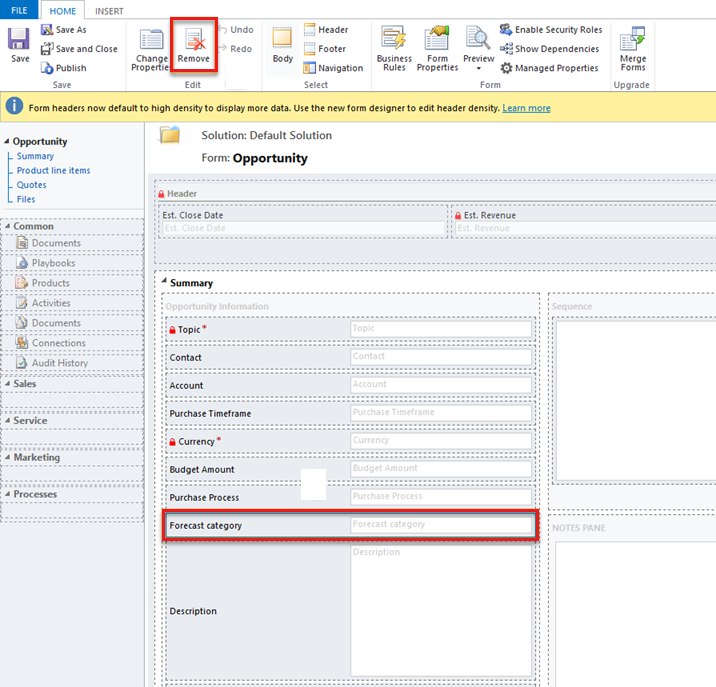 FILE HOME INSERT
Save
Save As
Save and Close
Publish
Save
Change Properties
Remove
Undo
Redo
Edit
Body
Header
Footer
Navigation
Select
Business Rules
Form Properties
Preview
Enable Security Roles
Show Dependencies
Managed Properties
Form
Merge Forms
Upgrade
Form headers now default to high density to display more data. Use the new form designer to edit header density. Learn more
Opportunity
Summary
Product line items
Quotes
Files
Common
Documents
Playbooks
Products
Activities
Documents
Connections
Audit History
Sales
Service
Marketing
Processes
Solution: Default Solution
Form: Opportunity
Header
Est. Close Date
Est. Close Date
Est. Revenue
Est. Revenue
Summary
Opportunity Information
Topic * Topic
Contact Contact
Account Account
Purchase Timeframe Purchase Timeframe
Currency * Currency
Budget Amount Budget Amount
Purchase Process Purchase Process
Forecast category Forecast category
Description Description
Sequence
NOTES PANE